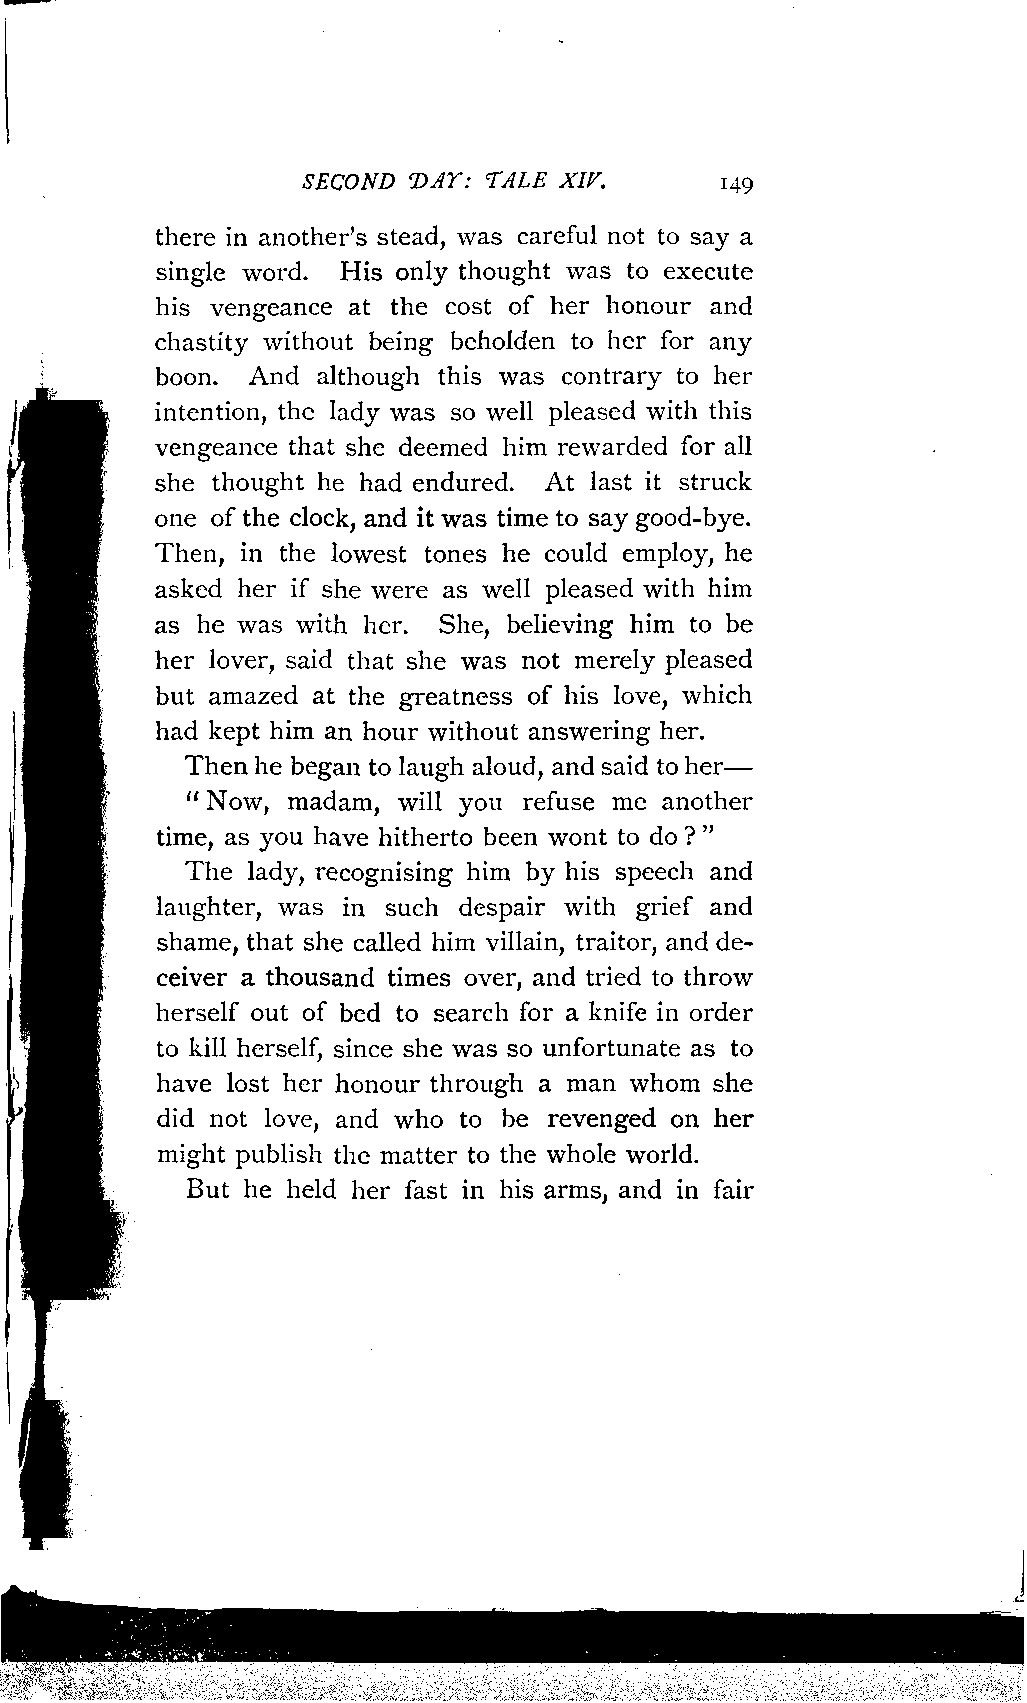 SECOND DAY: TALE XIV. 149
there in another's stead, was careful not to say a
single word. His only thought was to execute
his vengeance at the cost of her honour and
chastity without being beholden to her for any
boon. And although this was contrary to her
intention, the lady was so well pleased with this
vengeance that she deemed him rewarded for all
she thought he had endured. At last it struck
one of the clock, and it was time to say good-bye.
Then, in the lowest tones he could employ, he
asked her if she were as well pleased with him
as he was with her. She, believing him to be
her lover, said that she was not merely pleased
but amazed at the greatness of his love, which
had kept him an hour without answering her.
Then he began to laugh aloud, and said to her—
"Now, madam, will you refuse me another
time, as you have hitherto been wont to do?"
The lady, recognising him by his speech and
laughter, was in such despair with grief and
shame, that she called him villain, traitor, and de-
ceiver a thousand times over, and tried to throw
herself out of bed to search for a knife in order
to kill herself, since she was so unfortunate as to
have lost her honour through a man whom she
did not love, and who to be revenged on her
might publish the matter to the whole world.
But he held her fast in his arms, and in fair